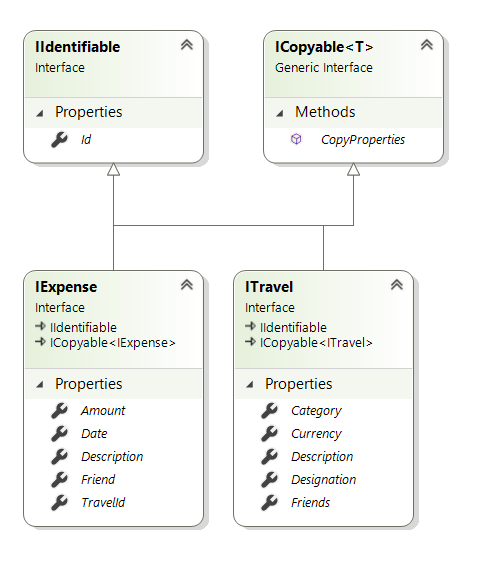 IIdentifiable
Interface
Properties
Id
ICopyable<T>
Generic Interface
Methods
CopyProperties
IExpense
Interface
IIdentifiable
ICopyable<IExpense>
Properties
Amount
Date
Description
Friend
TravelId
ITravel
Interface
IIdentifiable
ICopyable<ITravel>
Properties
Category
Currency
Description
Designation
Friends